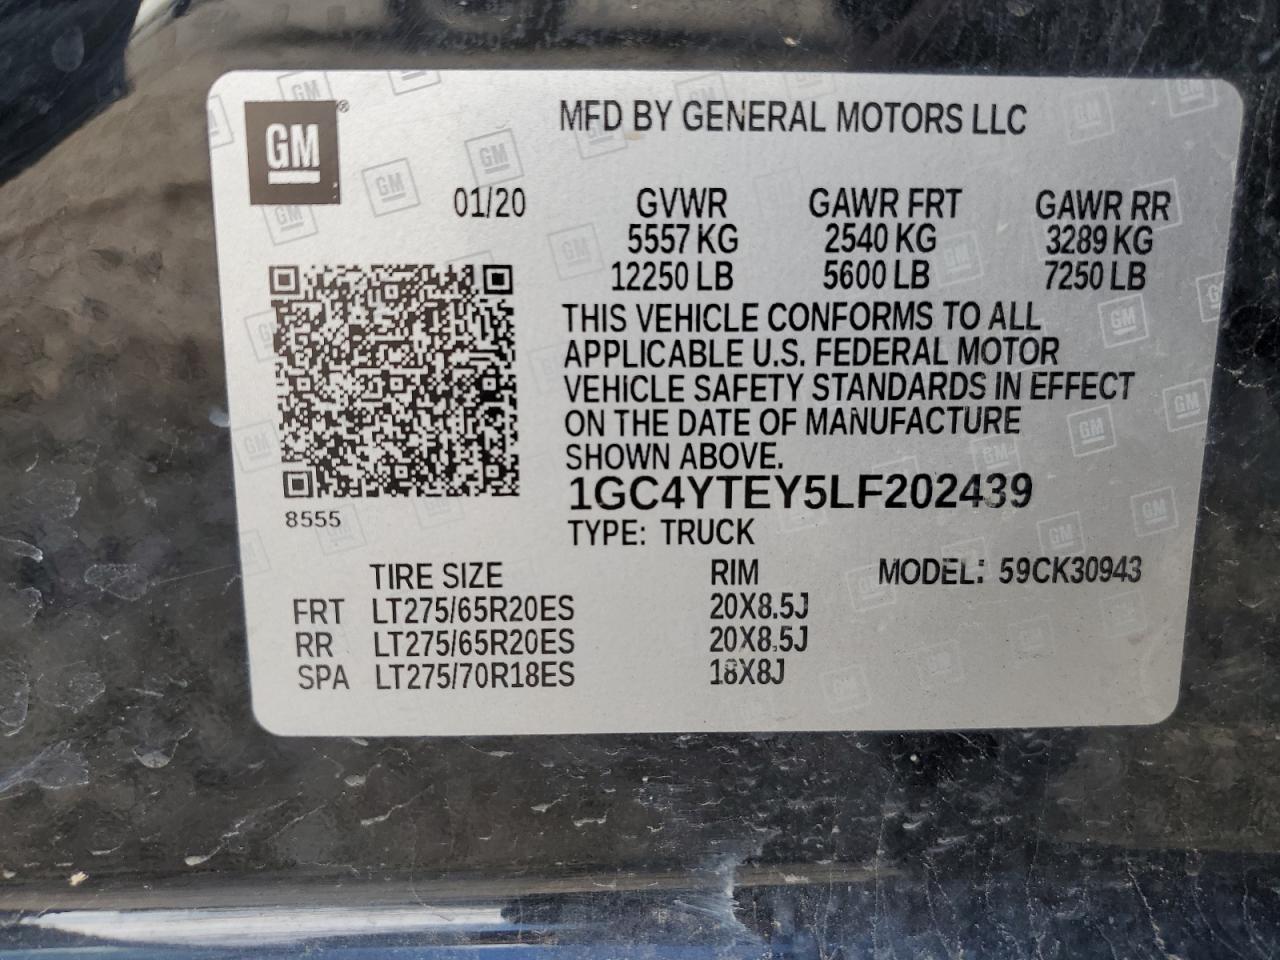 GM®
MFD BY GENERAL MOTORS LLC
01/20 GVWR GAWR FRT GAWR RR
5557 KG 2540 KG 3289 KG
12250 LB 5600 LB 7250 LB
THIS VEHICLE CONFORMS TO ALL
APPLICABLE U.S. FEDERAL MOTOR
VEHICLE SAFETY STANDARDS IN EFFECT
ON THE DATE OF MANUFACTURE
SHOWN ABOVE.
1GC4YTEY5LF202439
8555
TYPE: TRUCK
TIRE SIZE RIM MODEL: 59CK30943
FRT LT275/65R20ES 20X8.5J
RR LT275/65R20ES 20X8.5J
SPA LT275/70R18ES 18X8J